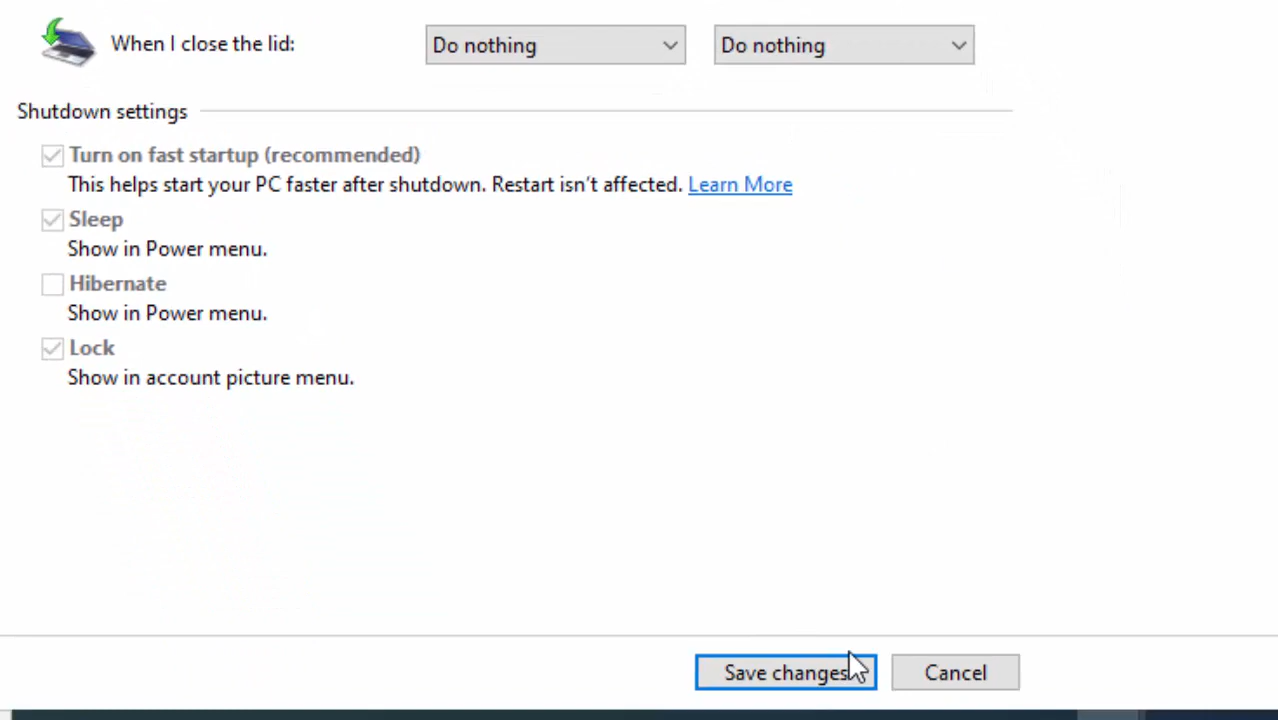 When I close the lid: Do nothing Do nothing
Shutdown settings
Turn on fast startup (recommended)
This helps start your PC faster after shutdown. Restart isn't affected. Learn More
Sleep
Show in Power menu.
Hibernate
Show in Power menu.
Lock
Show in account picture menu.
Save changes Cancel